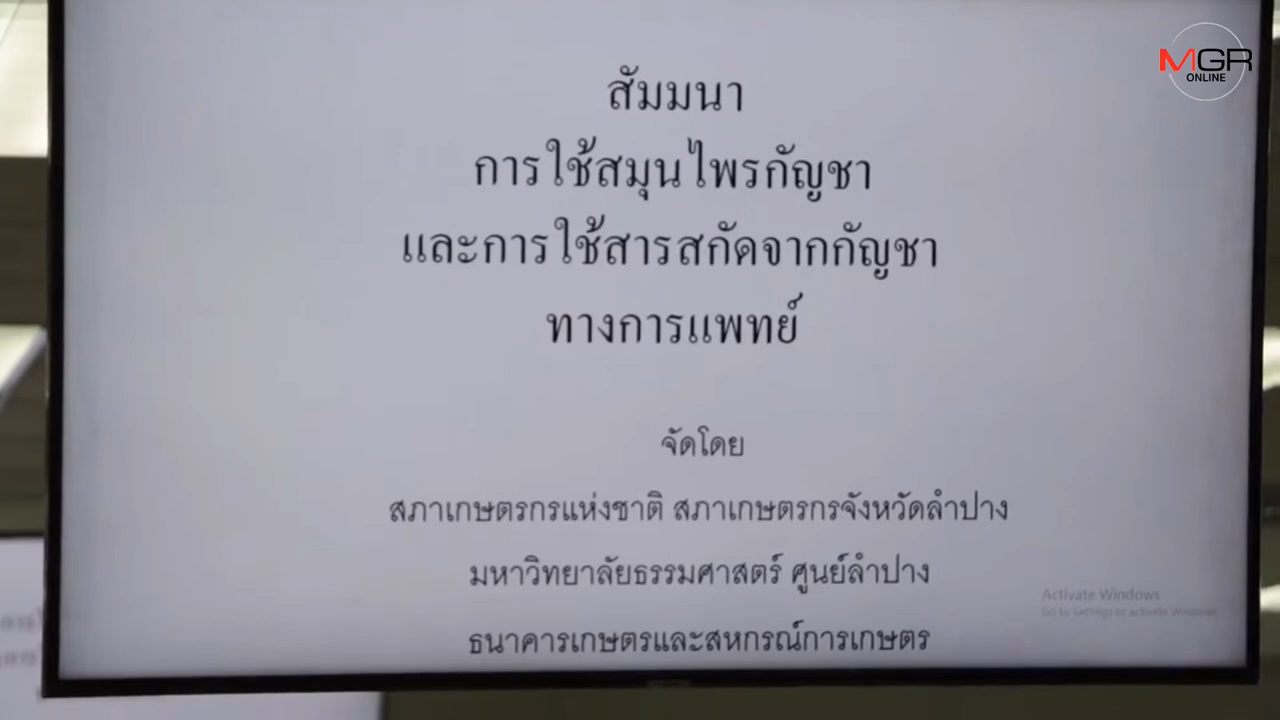 MGR
ONLINE
สัมมนา
การใช้สมุนไพรกัญชา
และการใช้สารสกัดจากกัญชา
ทางการแพทย์
จัดโดย
สภาเกษตรกรแห่งชาติ สภาเกษตรกรจังหวัดลำปาง
มหาวิทยาลัยธรรมศาสตร์ ศูนย์ลำปาง
ธนาคารเกษตรและสหกรณ์การเกษตร
Activate Windows
Go to Settings to activate Windows